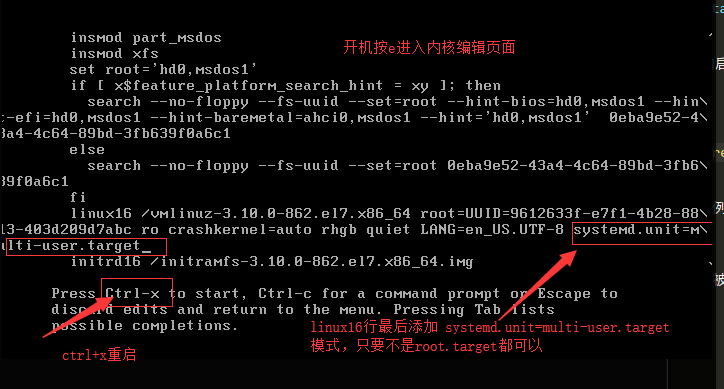 insmod part_msdos
insmod xfs
set root='hd0,msdos1'
开机按e进入内核编辑页面
if [ x$feature_platform_search_hint = xy ]; then
search --no-floppy --fs-uuid --set=root --hint-bios=hd0,msdos1 --hin\
t-efi=hd0,msdos1 --hint-baremetal=ahci0,msdos1 --hint='hd0,msdos1'  0eba9e52-4\
3a4-4c64-89bd-3fb639f0a6c1
else
search --no-floppy --fs-uuid --set=root 0eba9e52-43a4-4c64-89bd-3fb6\
39f0a6c1
fi
linux16 /vmlinuz-3.10.0-862.el7.x86_64 root=UUID=9612633f-e7f1-4b28-88\
13-403d209d7abc ro crashkernel=auto rhgb quiet LANG=en_US.UTF-8 systemd.unit=m\
ulti-user.target_
initrd16 /initramfs-3.10.0-862.el7.x86_64.img
Press Ctrl-x to start, Ctrl-c for a command prompt or Escape to
discard edits and return to the menu. Pressing Tab lists
possible completions.
linux16行最后添加 systemd.unit=multi-user.target
模式，只要不是root.target都可以
ctrl+x重启
ta
后
re
列
被